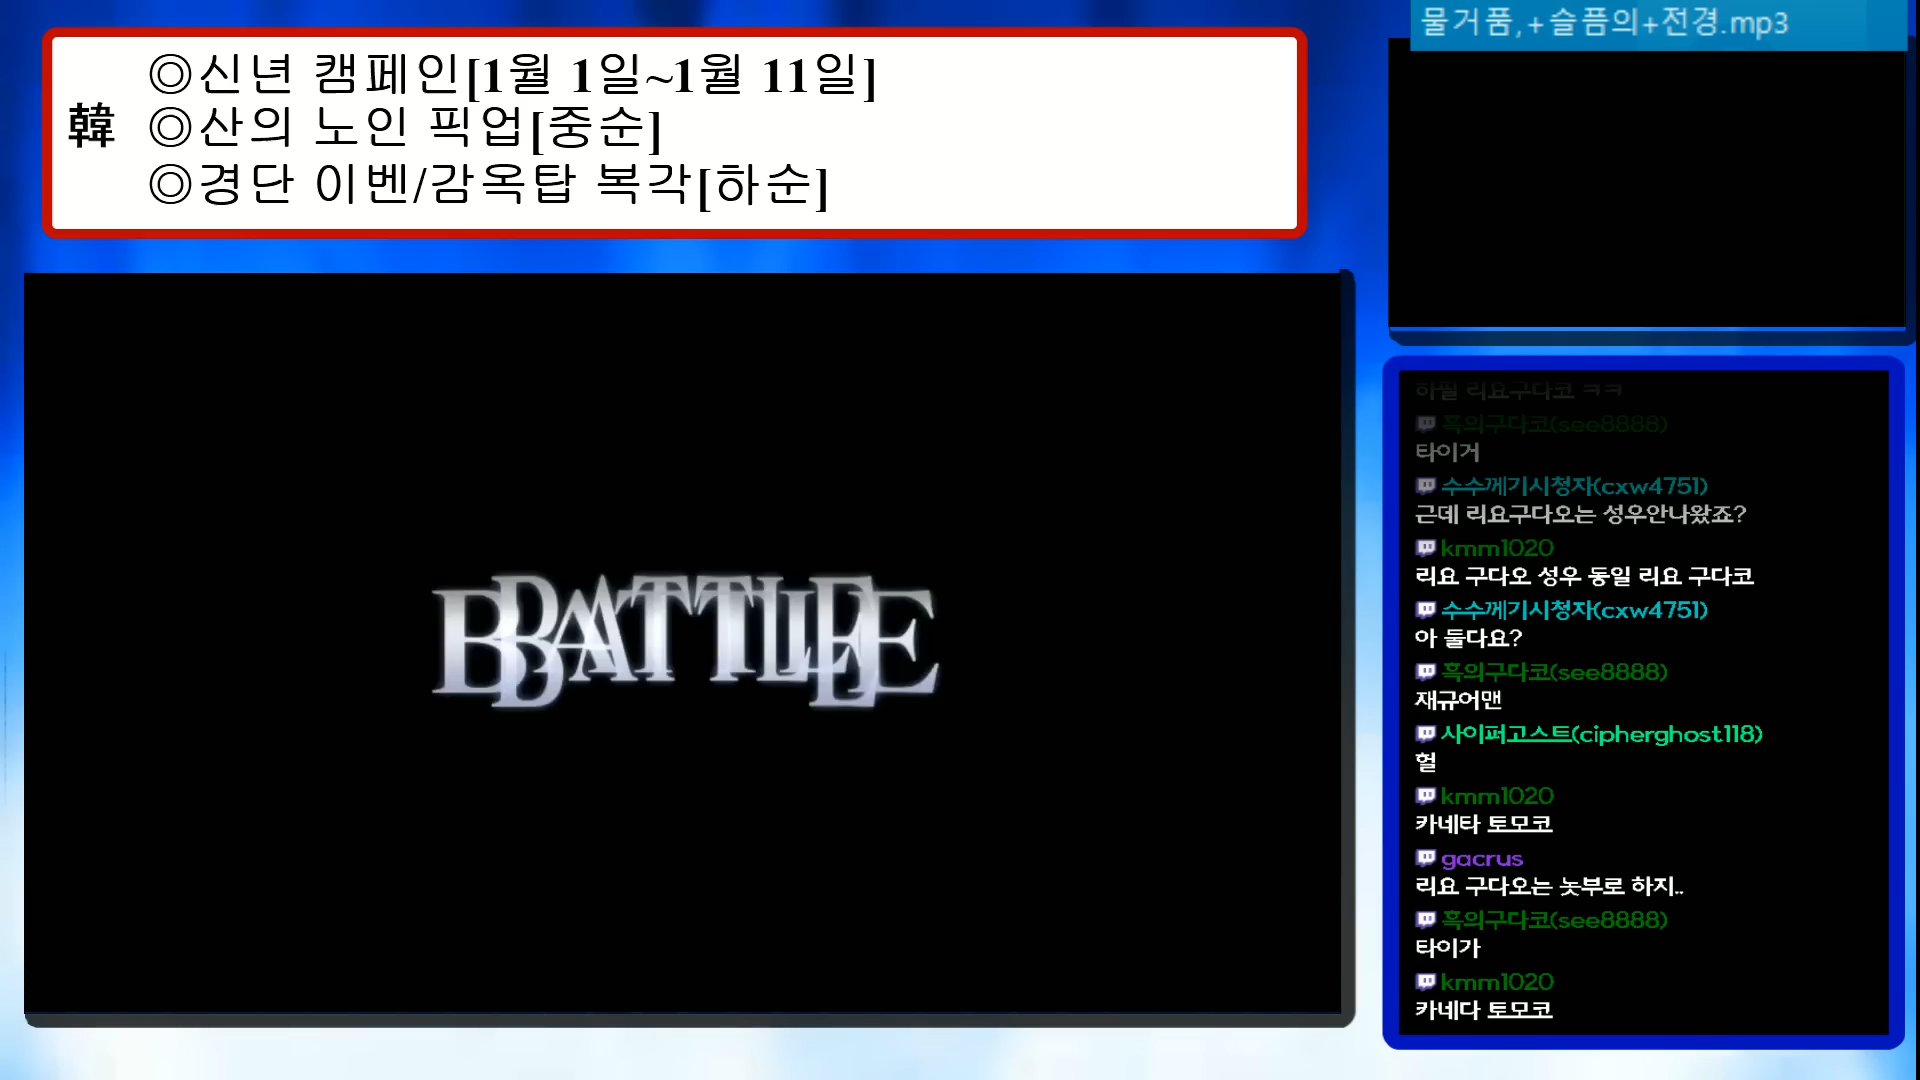 물거품,+슬픔의+전경.mp3
韓
◎신년 캠페인[1월 1일~1월 11일]
◎산의 노인 픽업[중순]
◎경단 이벤/감옥탑 복각[하순]
BATTLE
하필 리요구다코 ㅋㅋ
흑의구다코(see8888)
타이거
수수께기시청자(cxw4751)
근데 리요구다오는 성우안나왔죠?
kmm1020
리요 구다오 성우 동일 리요 구다코
수수께기시청자(cxw4751)
아 둘다요?
흑의구다코(see8888)
재규어맨
사이퍼고스트(cipherghost118)
헐
kmm1020
카네타 토모코
gacrus
리요 구다오는 놋부로 하지..
흑의구다코(see8888)
타이가
kmm1020
카네다 토모코